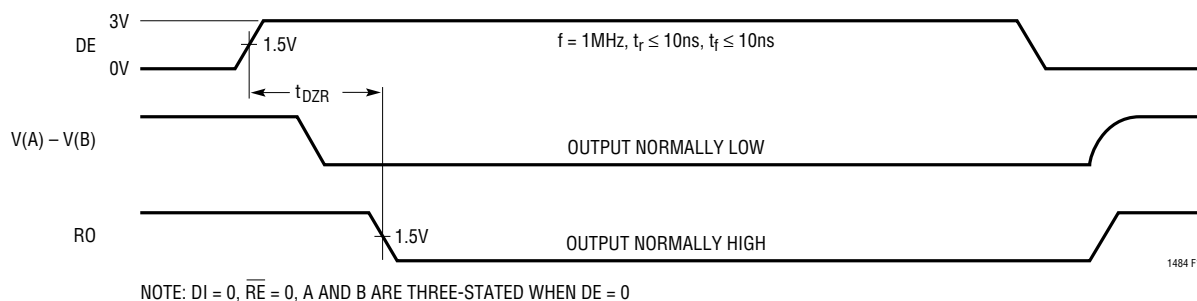 3V
DE
1.5V
f = 1MHz, tr ≤ 10ns, tf ≤ 10ns
0V
tDZR
V(A) – V(B)
OUTPUT NORMALLY LOW
RO
1.5V
OUTPUT NORMALLY HIGH
1484 F
NOTE: DI = 0, R̅E̅ = 0, A AND B ARE THREE-STATED WHEN DE = 0